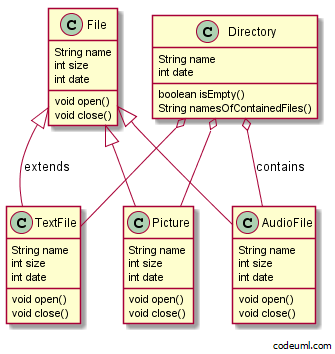 C File
String name
int size
int date
void open()
void close()
C Directory
String name
int date
boolean isEmpty()
String namesOfContainedFiles()
extends
contains
C TextFile
String name
int size
int date
void open()
void close()
C Picture
String name
int size
int date
void open()
void close()
C AudioFile
String name
int size
int date
void open()
void close()
codeuml.com